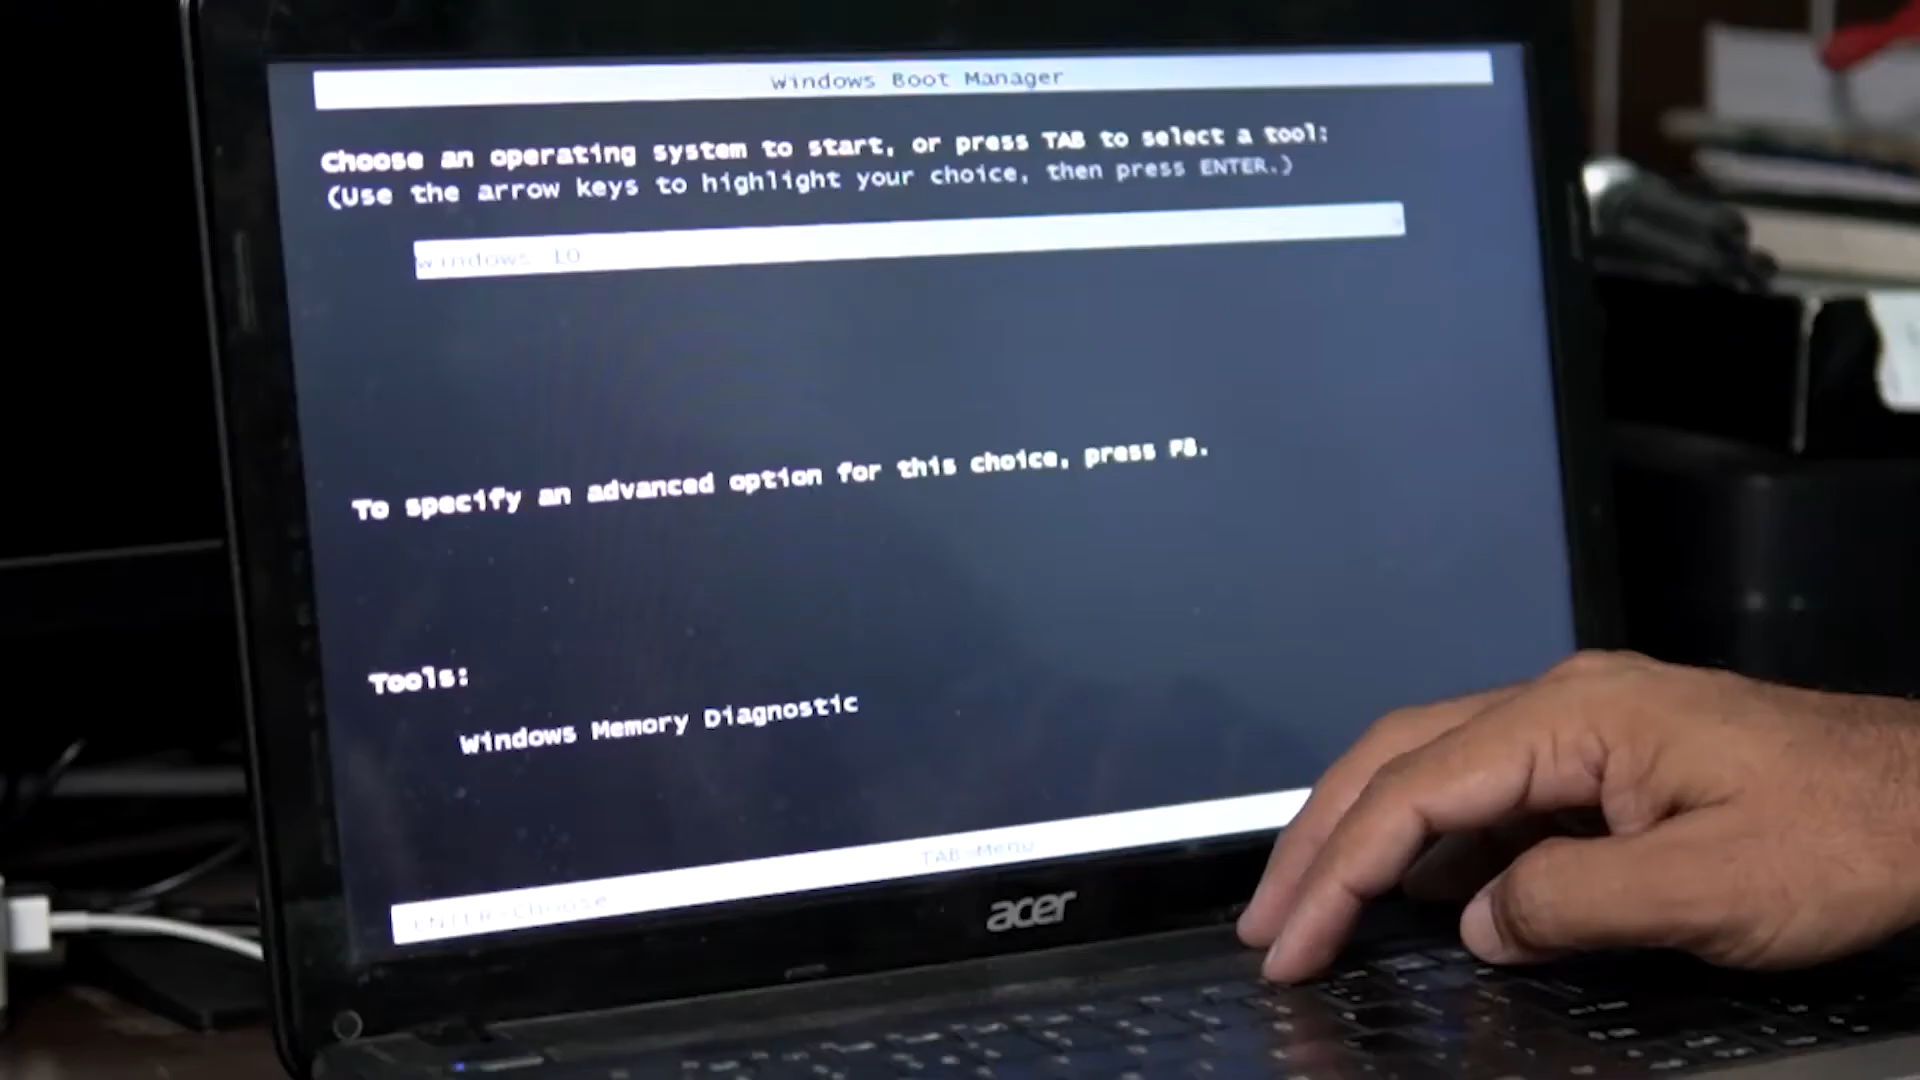 Windows Boot Manager
Choose an operating system to start, or press TAB to select a tool:
(Use the arrow keys to highlight your choice, then press ENTER.)
Windows 10
To specify an advanced option for this choice, press F8.
Tools:
Windows Memory Diagnostic
ENTER=Choose
TAB=Menu
acer